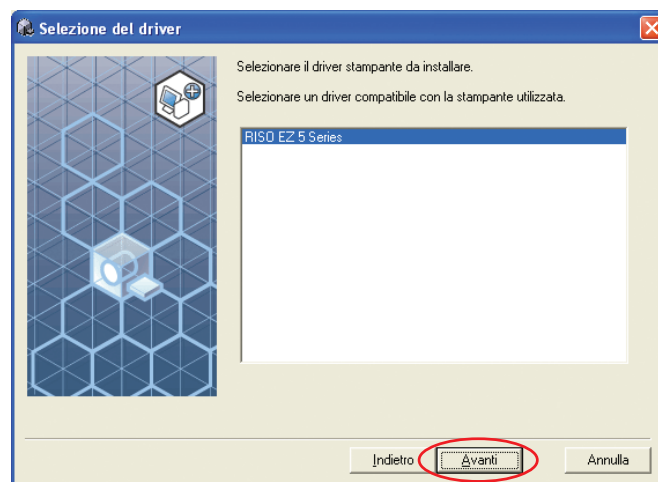 Selezione del driver
Selezionare il driver stampante da installare.
Selezionare un driver compatibile con la stampante utilizzata.
RISO EZ 5 Series
Indietro
Avanti
Annulla